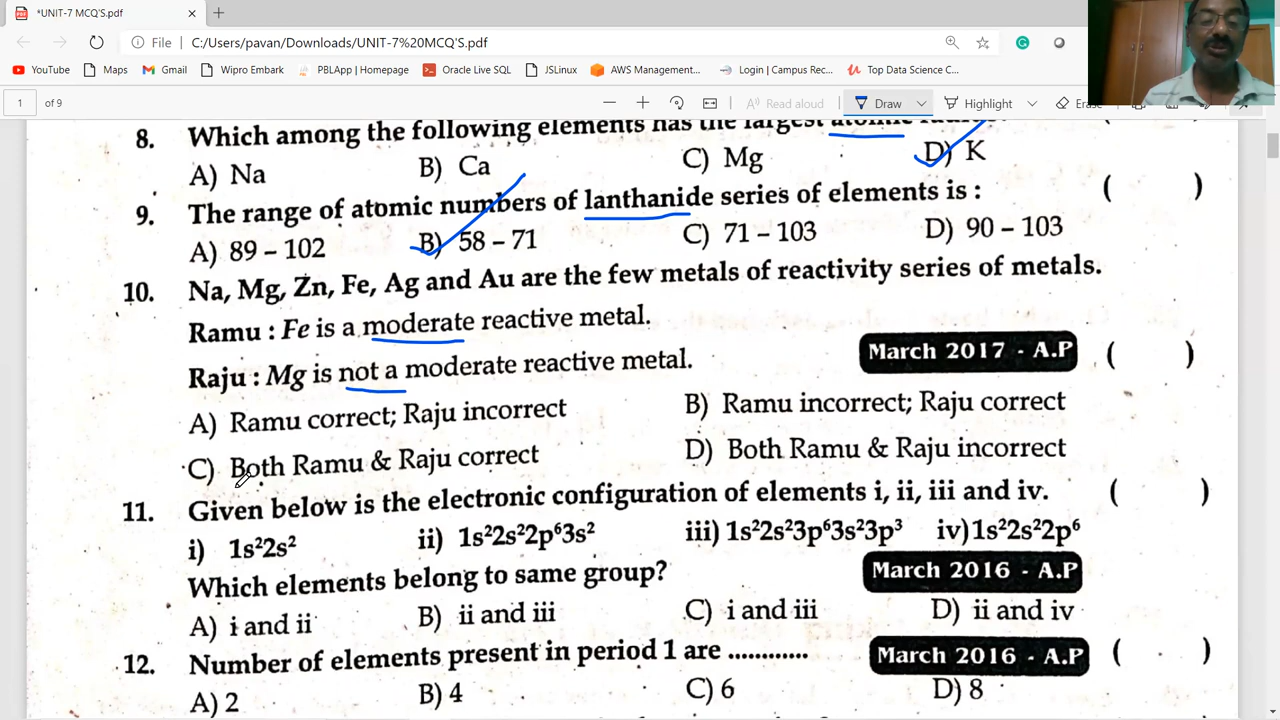 *UNIT-7 MCQ'S.pdf
File C:/Users/pavan/Downloads/UNIT-7%20MCQ'S.pdf
YouTube Maps Gmail Wipro Embark PBLApp | Homepage Oracle Live SQL JSLinux AWS Management... Login | Campus Rec... Top Data Science C...
1 of 9 Read aloud Draw Highlight Erase
8. Which among the following elements has the largest atomic radius
A) Na B) Ca C) Mg D) K
9. The range of atomic numbers of lanthanide series of elements is : ( )
A) 89 – 102 B) 58 – 71 C) 71 – 103 D) 90 – 103
10. Na, Mg, Zn, Fe, Ag and Au are the few metals of reactivity series of metals.
Ramu : Fe is a moderate reactive metal.
Raju : Mg is not a moderate reactive metal. March 2017 - A.P ( )
A) Ramu correct; Raju incorrect B) Ramu incorrect; Raju correct
C) Both Ramu & Raju correct D) Both Ramu & Raju incorrect
11. Given below is the electronic configuration of elements i, ii, iii and iv. ( )
i) 1s²2s² ii) 1s²2s²2p⁶3s² iii) 1s²2s²3p⁶3s²3p³ iv)1s²2s²2p⁶
Which elements belong to same group? March 2016 - A.P
A) i and ii B) ii and iii C) i and iii D) ii and iv
12. Number of elements present in period 1 are ............ March 2016 - A.P ( )
A) 2 B) 4 C) 6 D) 8